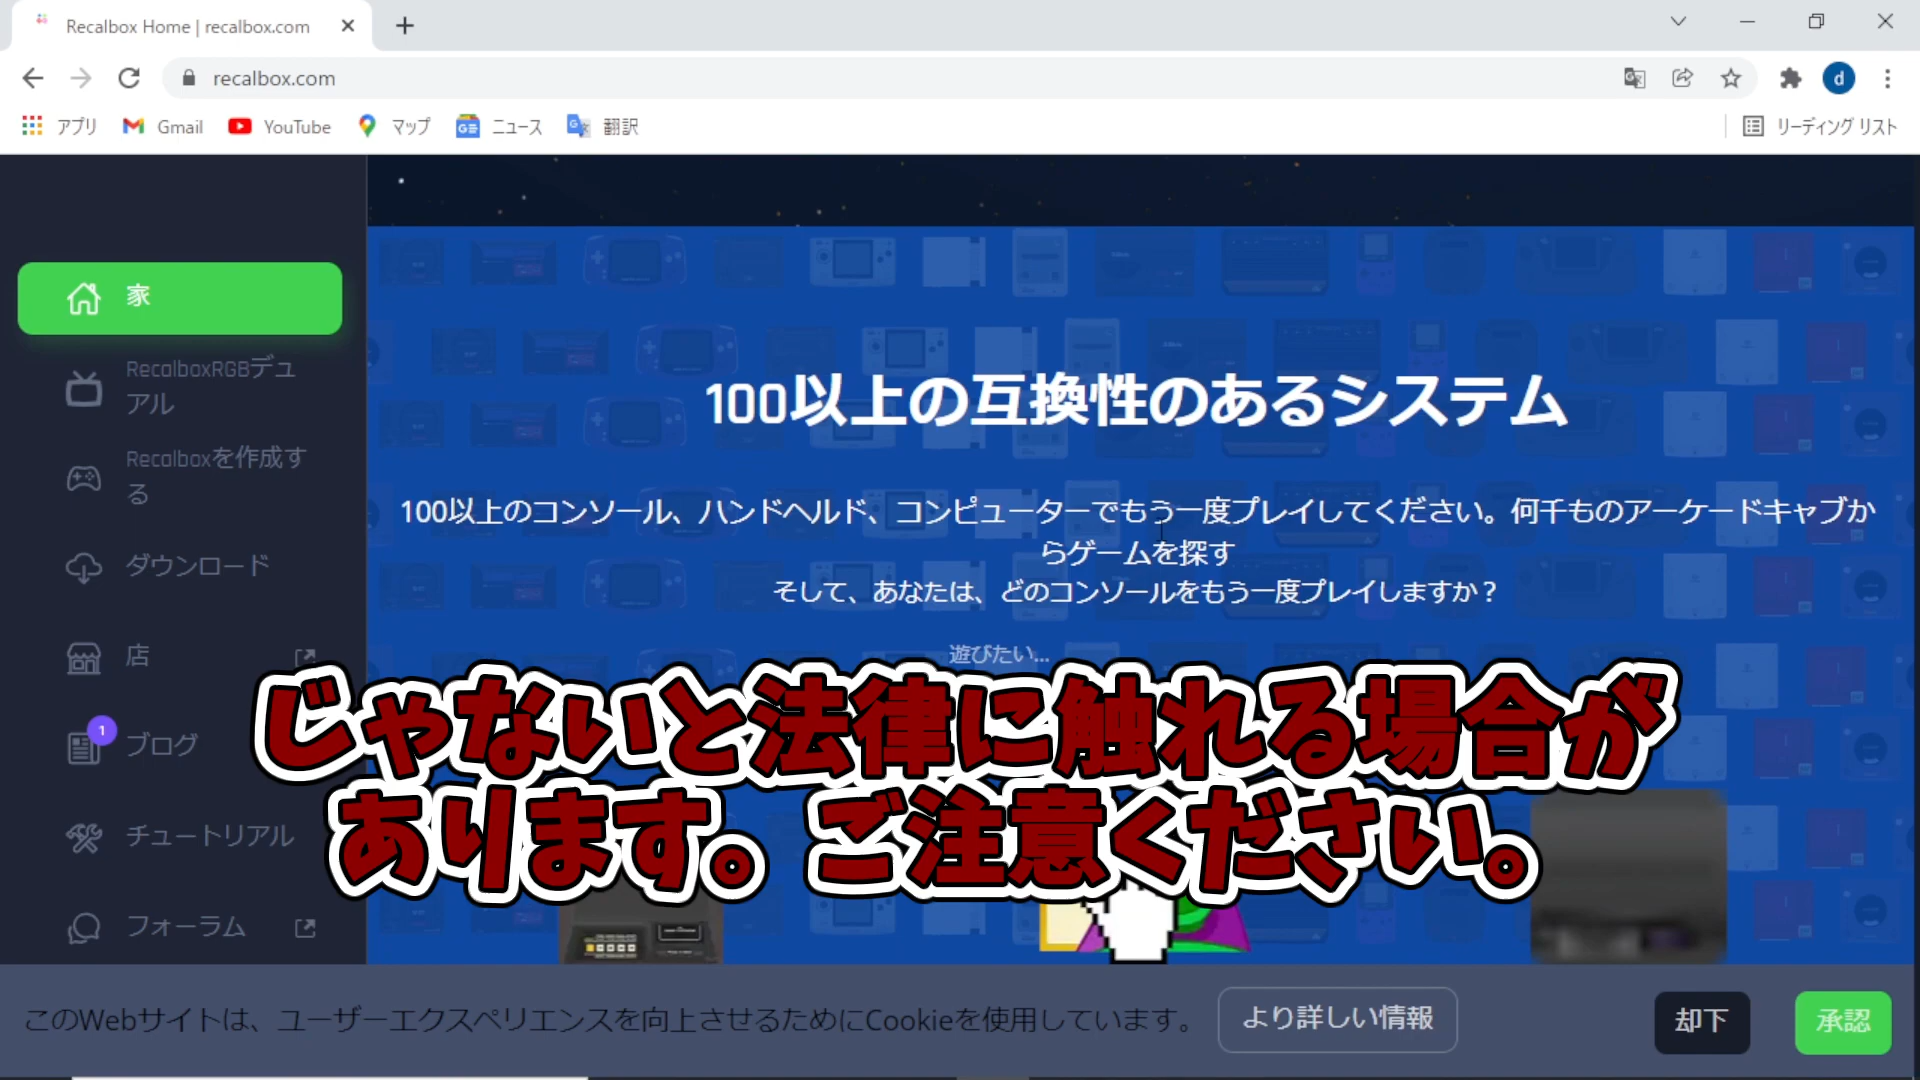 Recalbox Home | recalbox.com
recalbox.com
d
アプリ
Gmail
YouTube
マップ
ニュース
翻訳
リーディング リスト
家
RecalboxRGBデュ
アル
Recalboxを作成す
る
ダウンロード
店
1
ブログ
チュートリアル
フォーラム
100以上の互換性のあるシステム
100以上のコンソール、ハンドヘルド、コンピューターでもう一度プレイしてください。何千ものアーケードキャブか
らゲームを探す
そして、あなたは、どのコンソールをもう一度プレイしますか？
遊びたい...
じゃないと法律に触れる場合が
あります。ご注意ください。
このWebサイトは、ユーザーエクスペリエンスを向上させるためにCookieを使用しています。
より詳しい情報
却下
承認